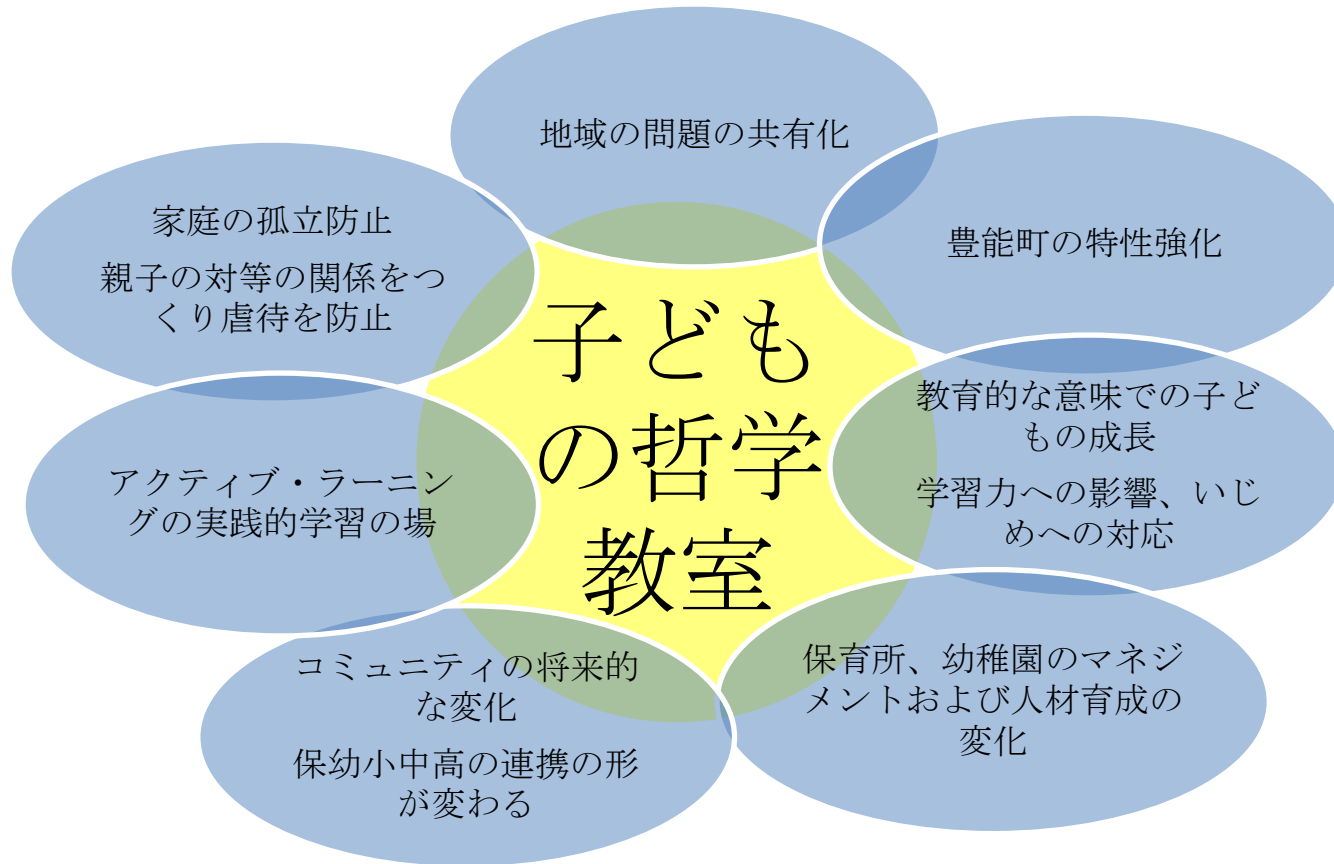 地域の問題の共有化
豊能町の特性強化
教育的な意味での子ど
もの成長
学習力への影響、いじ
めへの対応
保育所、幼稚園のマネジ
メントおよび人材育成の
変化
コミュニティの将来的
な変化
保幼小中高の連携の形
が変わる
アクティブ・ラーニン
グの実践的学習の場
家庭の孤立防止
親子の対等の関係をつ
くり虐待を防止
子ども
の哲学
教室